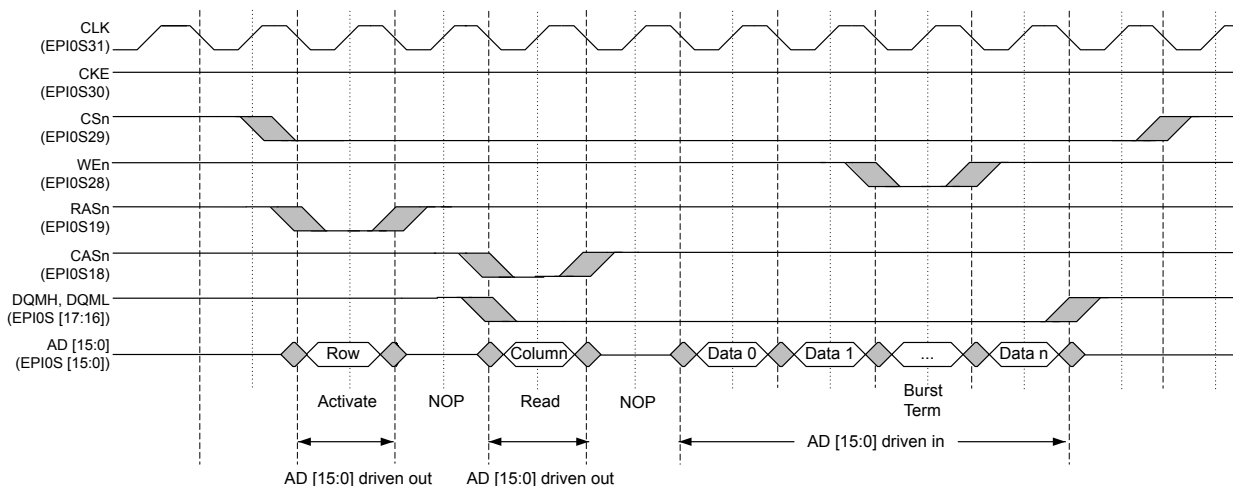 CLK
(EPI0S31)
CKE
(EPI0S30)
CSn
(EPI0S29)
WEn
(EPI0S28)
RASn
(EPI0S19)
CASn
(EPI0S18)
DQMH, DQML
(EPI0S [17:16])
AD [15:0]
(EPI0S [15:0])
Row
Column
Data 0
Data 1
...
Data n
Activate
NOP
Read
NOP
Burst
Term
AD [15:0] driven in
AD [15:0] driven out
AD [15:0] driven out